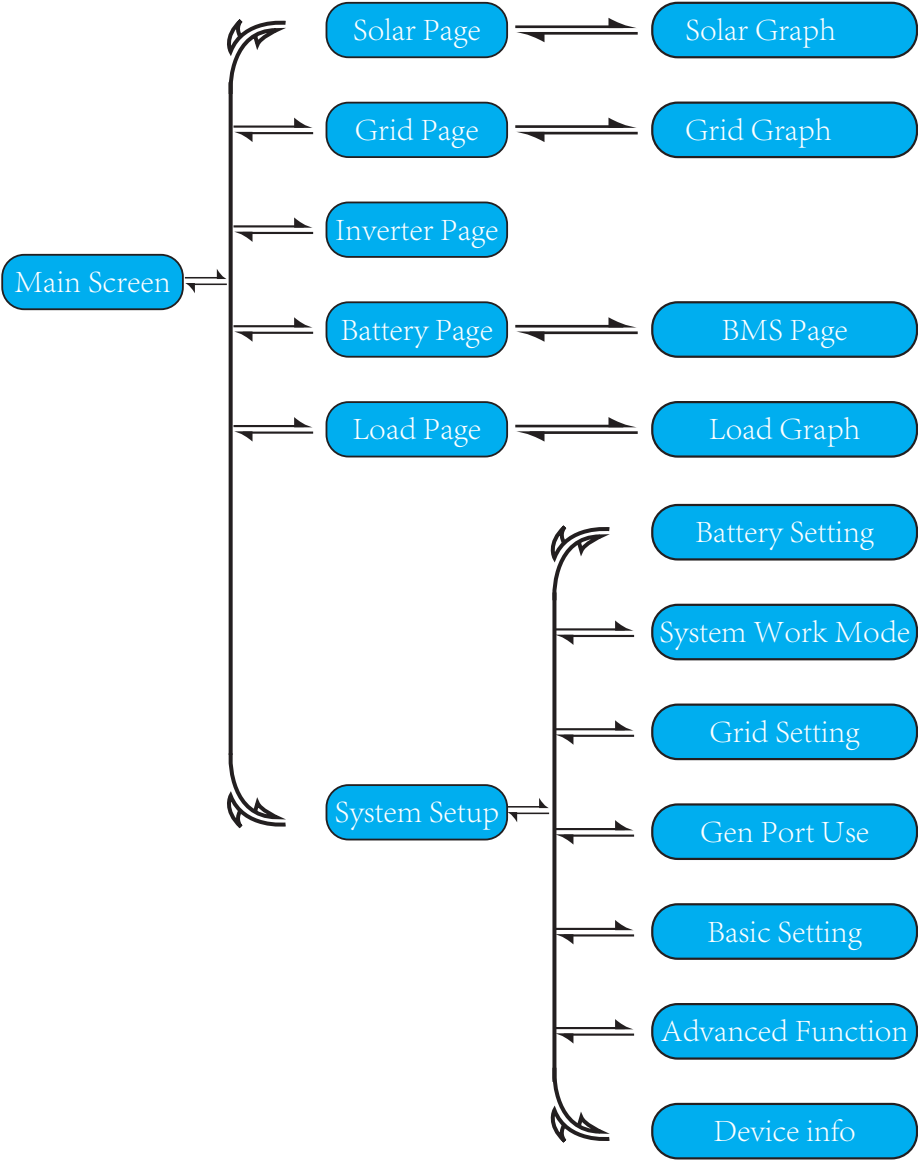 Solar Page
Solar Graph
Grid Page
Grid Graph
Inverter Page
Main Screen
Battery Page
BMS Page
Load Page
Load Graph
Battery Setting
System Work Mode
Grid Setting
System Setup
Gen Port Use
Basic Setting
Advanced Function
Device info